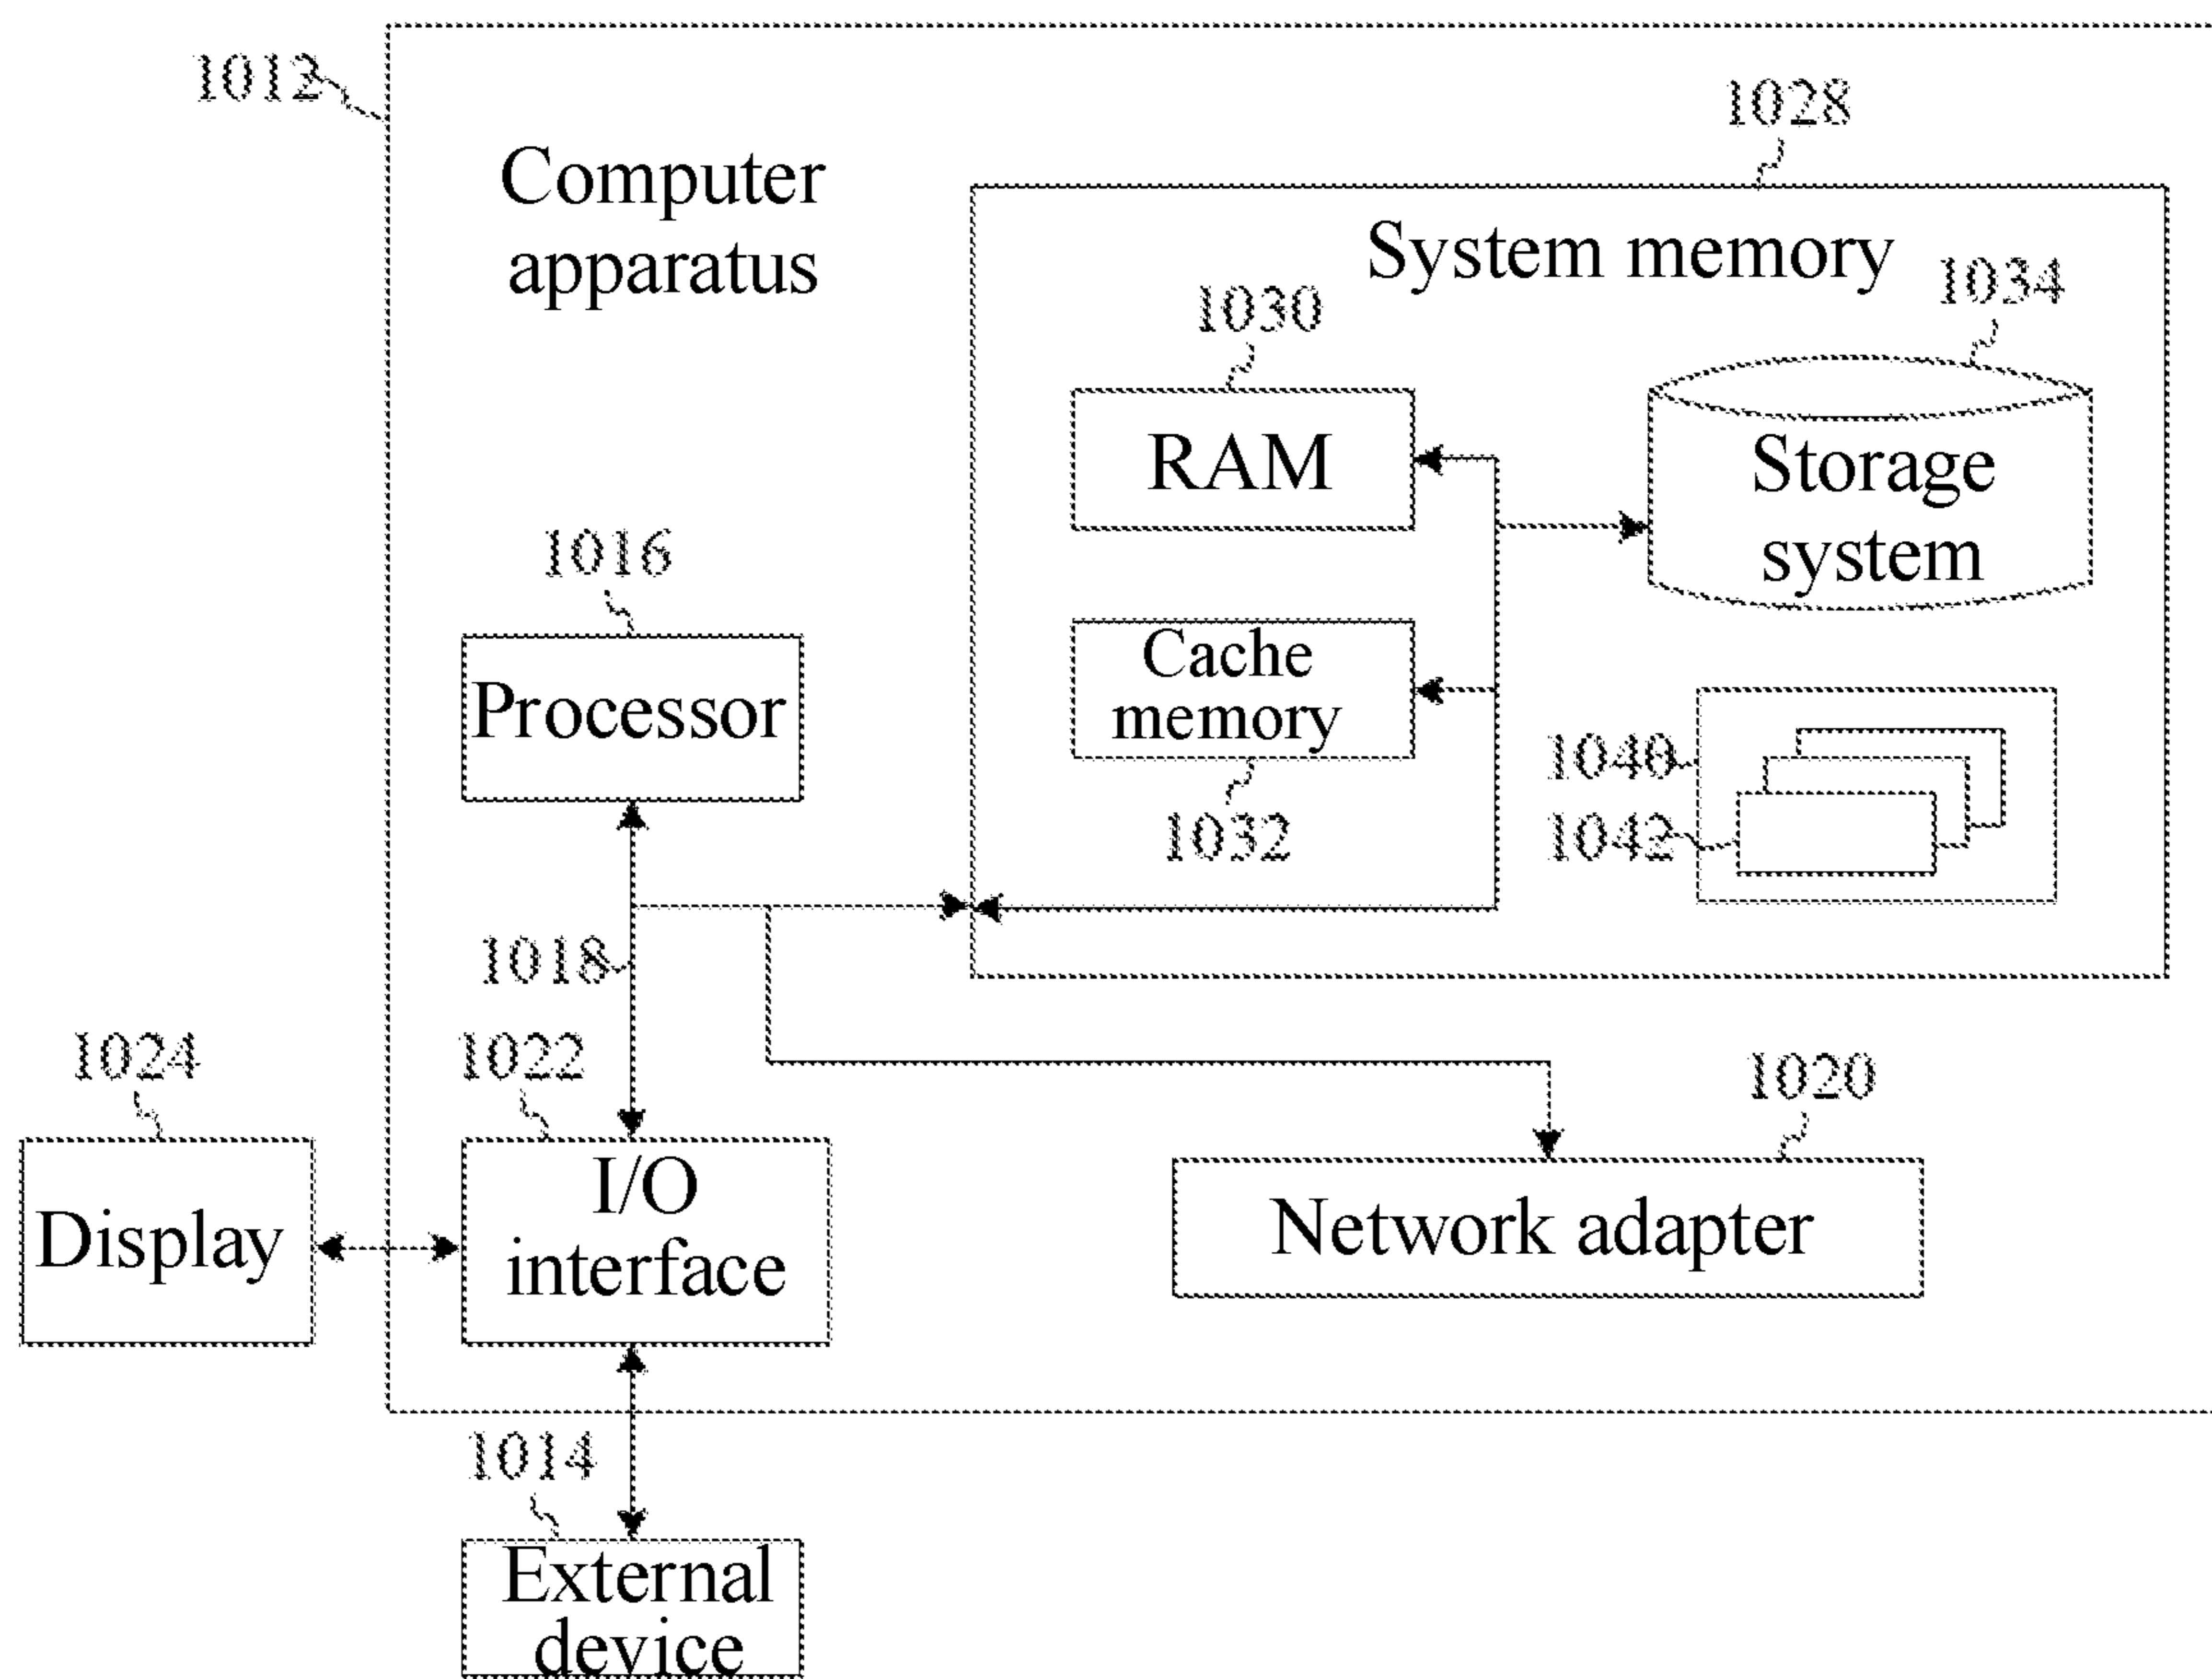 1012
Computer
apparatus
1028
System memory
1030
1034
RAM
Storage
system
1016
Processor
Cache
memory
1032
1040
1042
1018
1024
1022
1020
Display
I/O
interface
Network adapter
1014
External
device